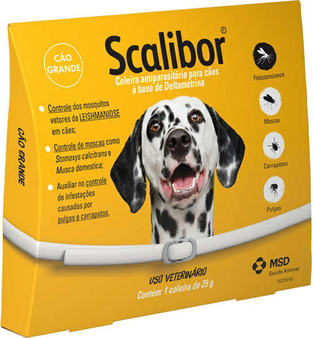 CÃO
GRANDE
Scalibor®
Coleira antiparasitária para cães
à base de Deltametrina
• Controle dos mosquitos
vetores da LEISHMANIOSE
em cães;
• Controle de moscas como
Stomoxys calcitrans e
Musca domestica;
• Auxiliar no controle
de infestações
causadas por
pulgas e carrapatos.
Flebotomíneos
Moscas
Carrapatos
Pulgas
CÃO GRANDE
USO VETERINÁRIO
Contém: 1 coleira de 25 g
MSD
Saúde Animal